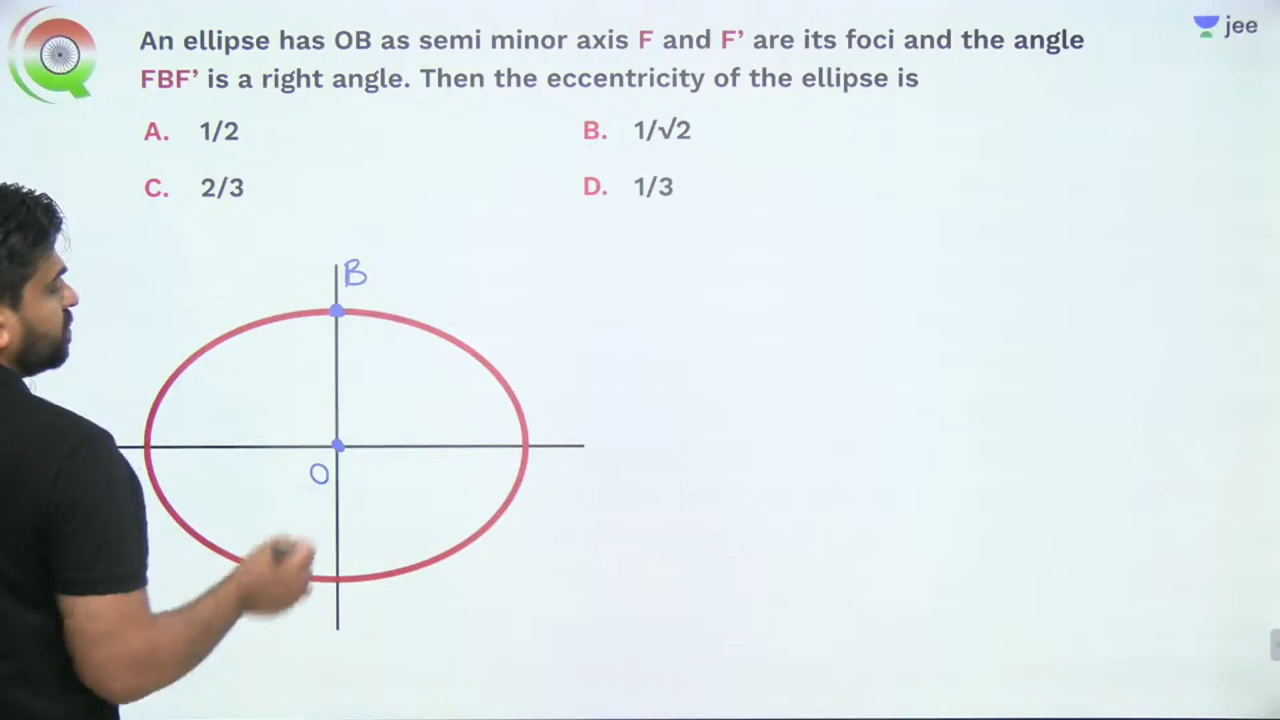 An ellipse has OB as semi minor axis F and F' are its foci and the angle
FBF' is a right angle. Then the eccentricity of the ellipse is
A. 1/2
B. 1/√2
C. 2/3
D. 1/3
jee
B
O